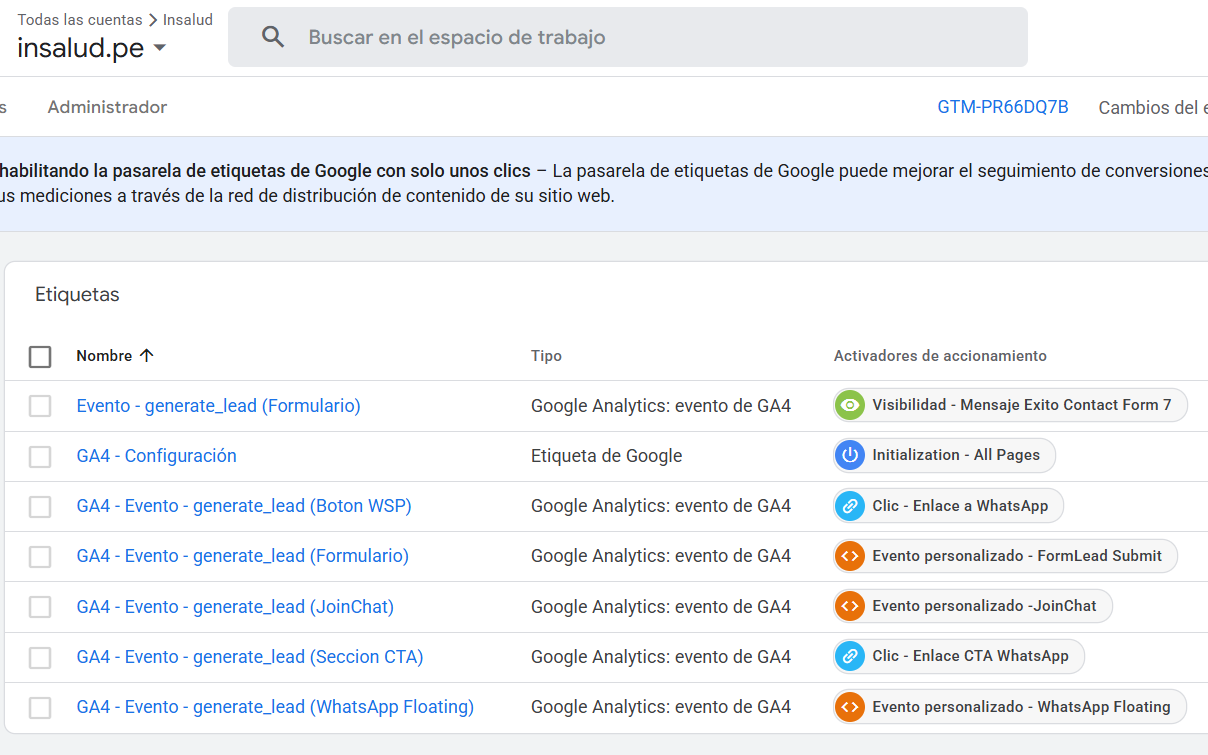 Todas las cuentas > Insalud
insalud.pe
Buscar en el espacio de trabajo
s Administrador GTM-PR66DQ7B Cambios del e
habilitando la pasarela de etiquetas de Google con solo unos clics – La pasarela de etiquetas de Google puede mejorar el seguimiento de conversiones
us mediciones a través de la red de distribución de contenido de su sitio web.
Etiquetas
Nombre Tipo Activadores de accionamiento
Evento - generate_lead (Formulario) Google Analytics: evento de GA4 Visibilidad - Mensaje Exito Contact Form 7
GA4 - Configuración Etiqueta de Google Initialization - All Pages
GA4 - Evento - generate_lead (Boton WSP) Google Analytics: evento de GA4 Clic - Enlace a WhatsApp
GA4 - Evento - generate_lead (Formulario) Google Analytics: evento de GA4 Evento personalizado - FormLead Submit
GA4 - Evento - generate_lead (JoinChat) Google Analytics: evento de GA4 Evento personalizado -JoinChat
GA4 - Evento - generate_lead (Seccion CTA) Google Analytics: evento de GA4 Clic - Enlace CTA WhatsApp
GA4 - Evento - generate_lead (WhatsApp Floating) Google Analytics: evento de GA4 Evento personalizado - WhatsApp Floating